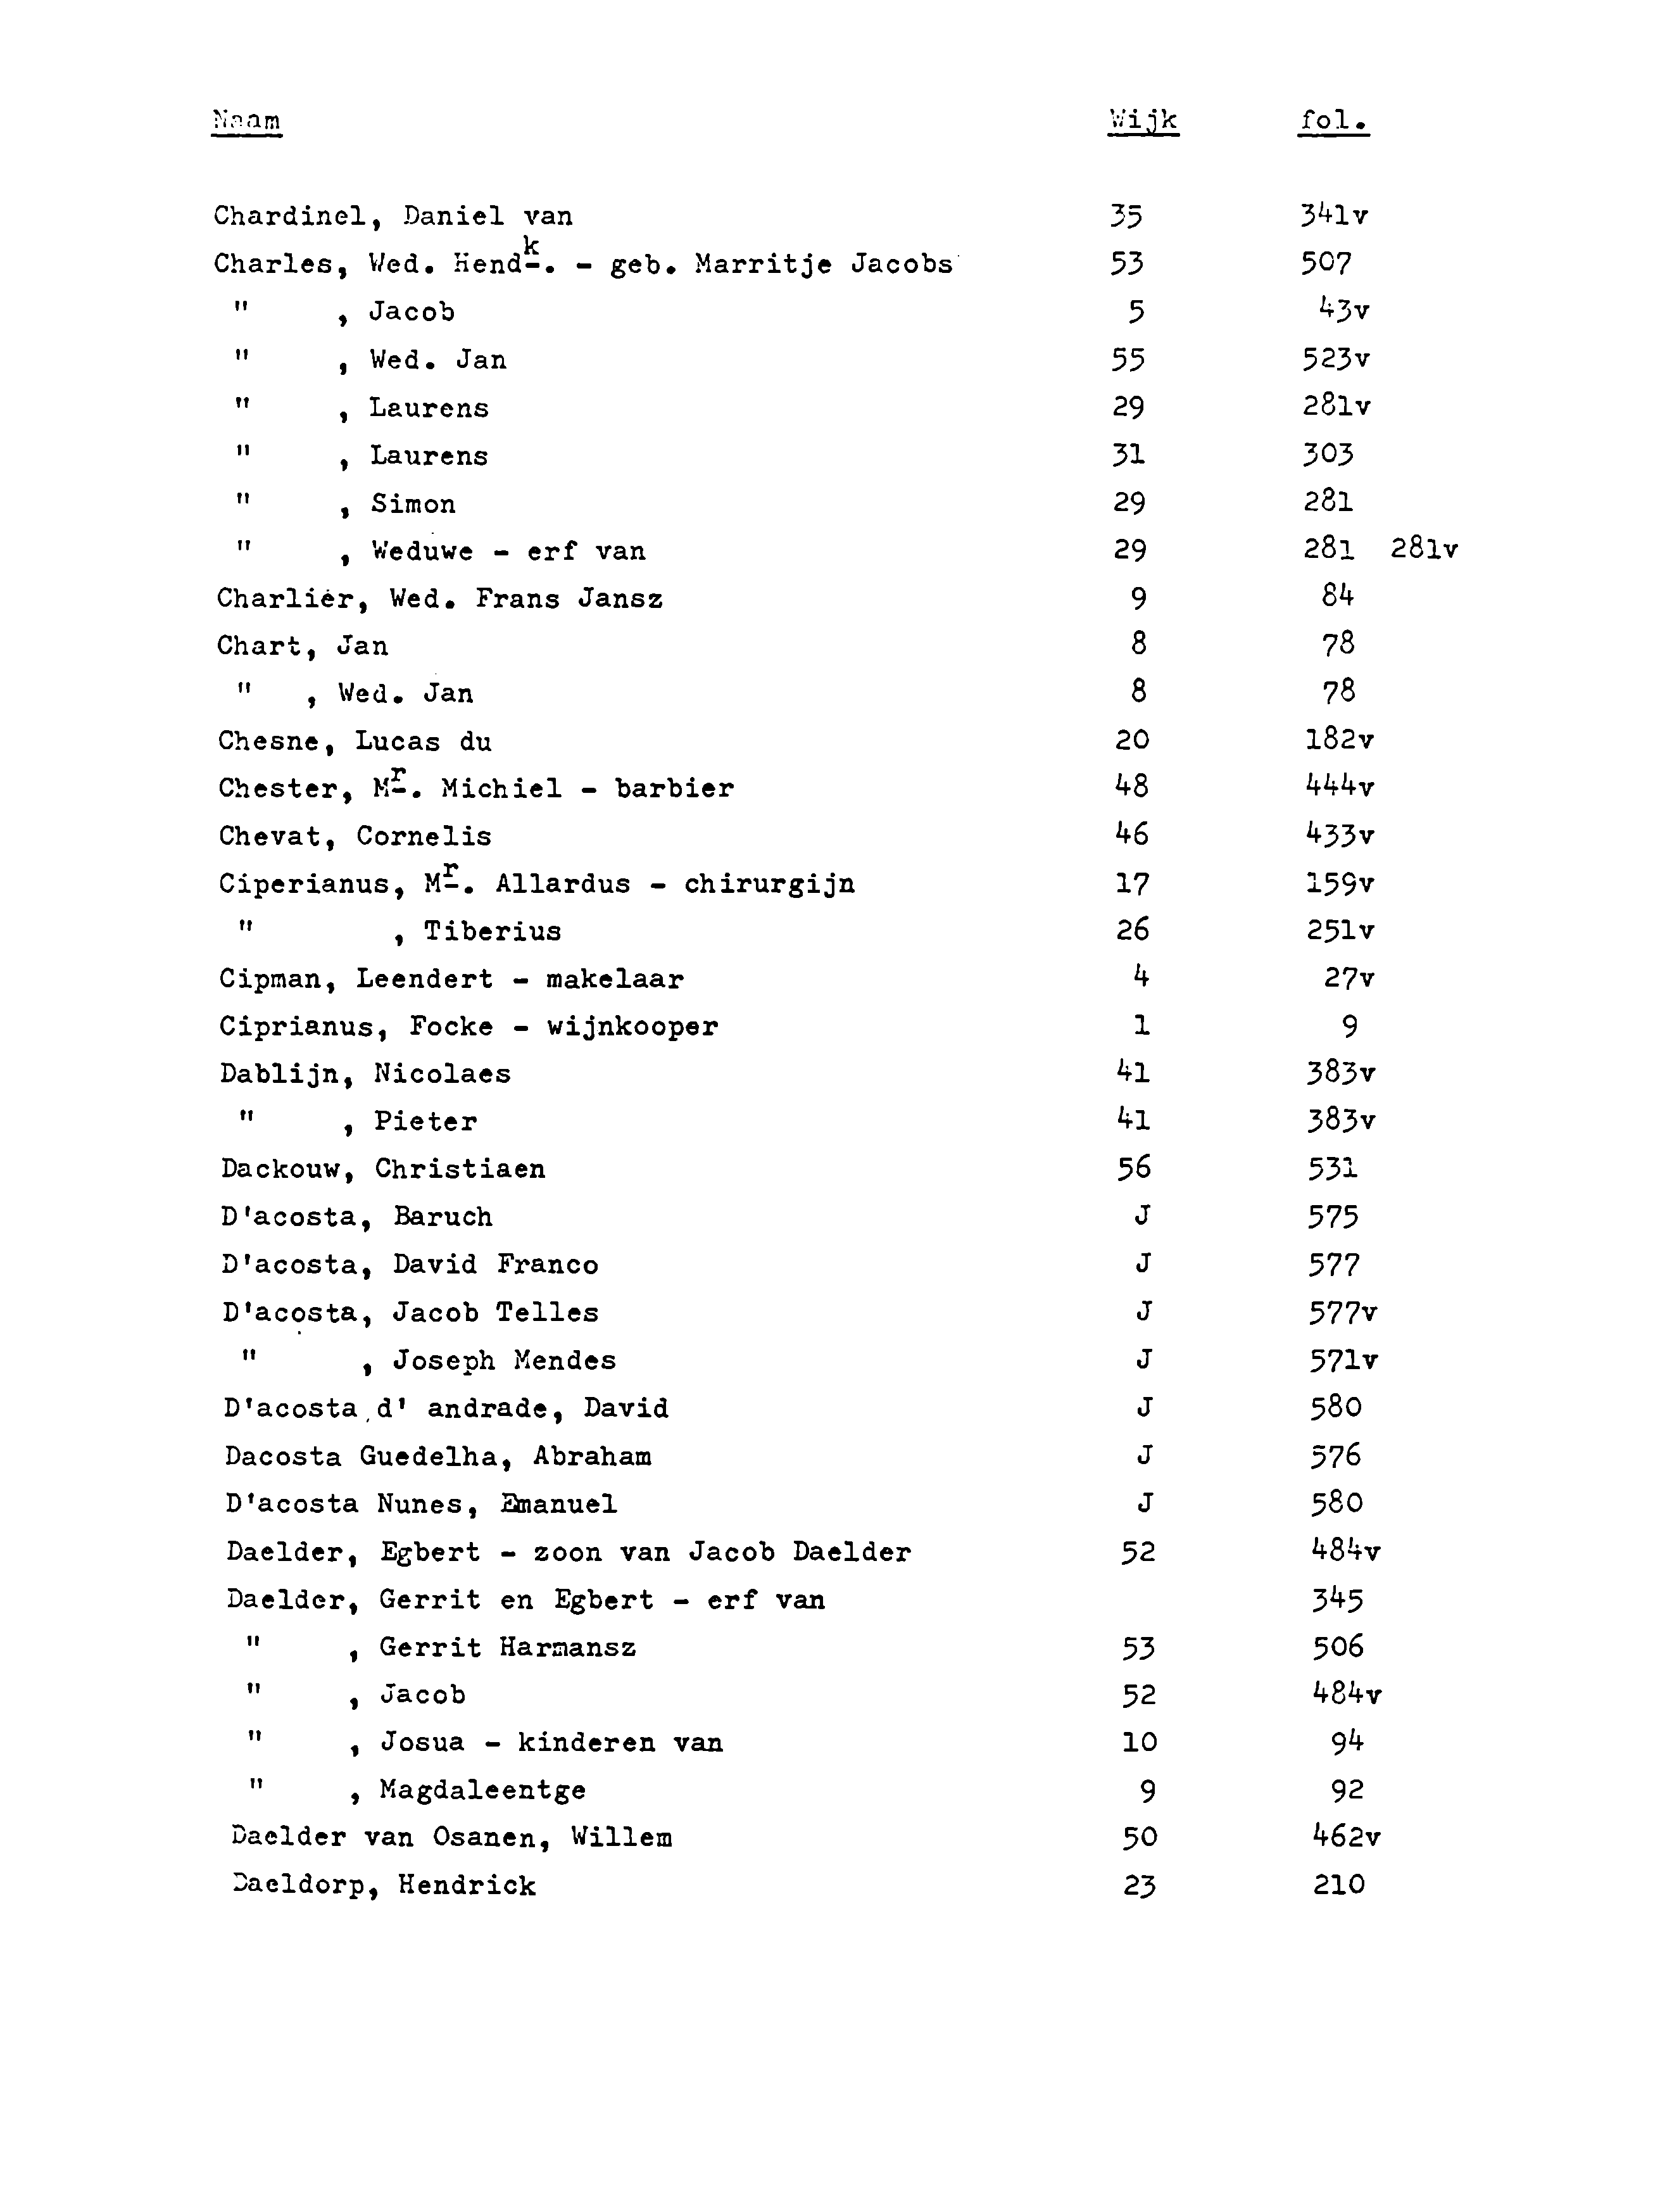 Naam Wijk fol.
Chardinel, Daniel van 35 341v
Charles, Wed. Hendk. - geb. Marritje Jacobs 53 507
" , Jacob 5 43v
" , Wed. Jan 55 523v
" , Laurens 29 281v
" , Laurens 31 303
" , Simon 29 281
" , Weduwe - erf van 29 281 281v
Charliér, Wed. Frans Jansz 9 84
Chart, Jan 8 78
" , Wed. Jan 8 78
Chesne, Lucas du 20 182v
Chester, Mr. Michiel - barbier 48 444v
Chevat, Cornelis 46 433v
Ciperianus, Mr. Allardus - chirurgijn 17 159v
" , Tiberius 26 251v
Cipman, Leendert - makelaar 4 27v
Ciprianus, Focke - wijnkooper 1 9
Dablijn, Nicolaes 41 383v
" , Pieter 41 383v
Dackouw, Christiaen 56 531
D'acosta, Baruch J 575
D'acosta, David Franco J 577
D'acosta, Jacob Telles J 577v
" , Joseph Mendes J 571v
D'acosta d' andrade, David J 580
Dacosta Guedelha, Abraham J 576
D'acosta Nunes, Emanuel J 580
Daelder, Egbert - zoon van Jacob Daelder 52 484v
Daelder, Gerrit en Egbert - erf van 345
" , Gerrit Harmansz 53 506
" , Jacob 52 484v
" , Josua - kinderen van 10 94
" , Magdaleentge 9 92
Daelder van Osanen, Willem 50 462v
Daeldorp, Hendrick 23 210